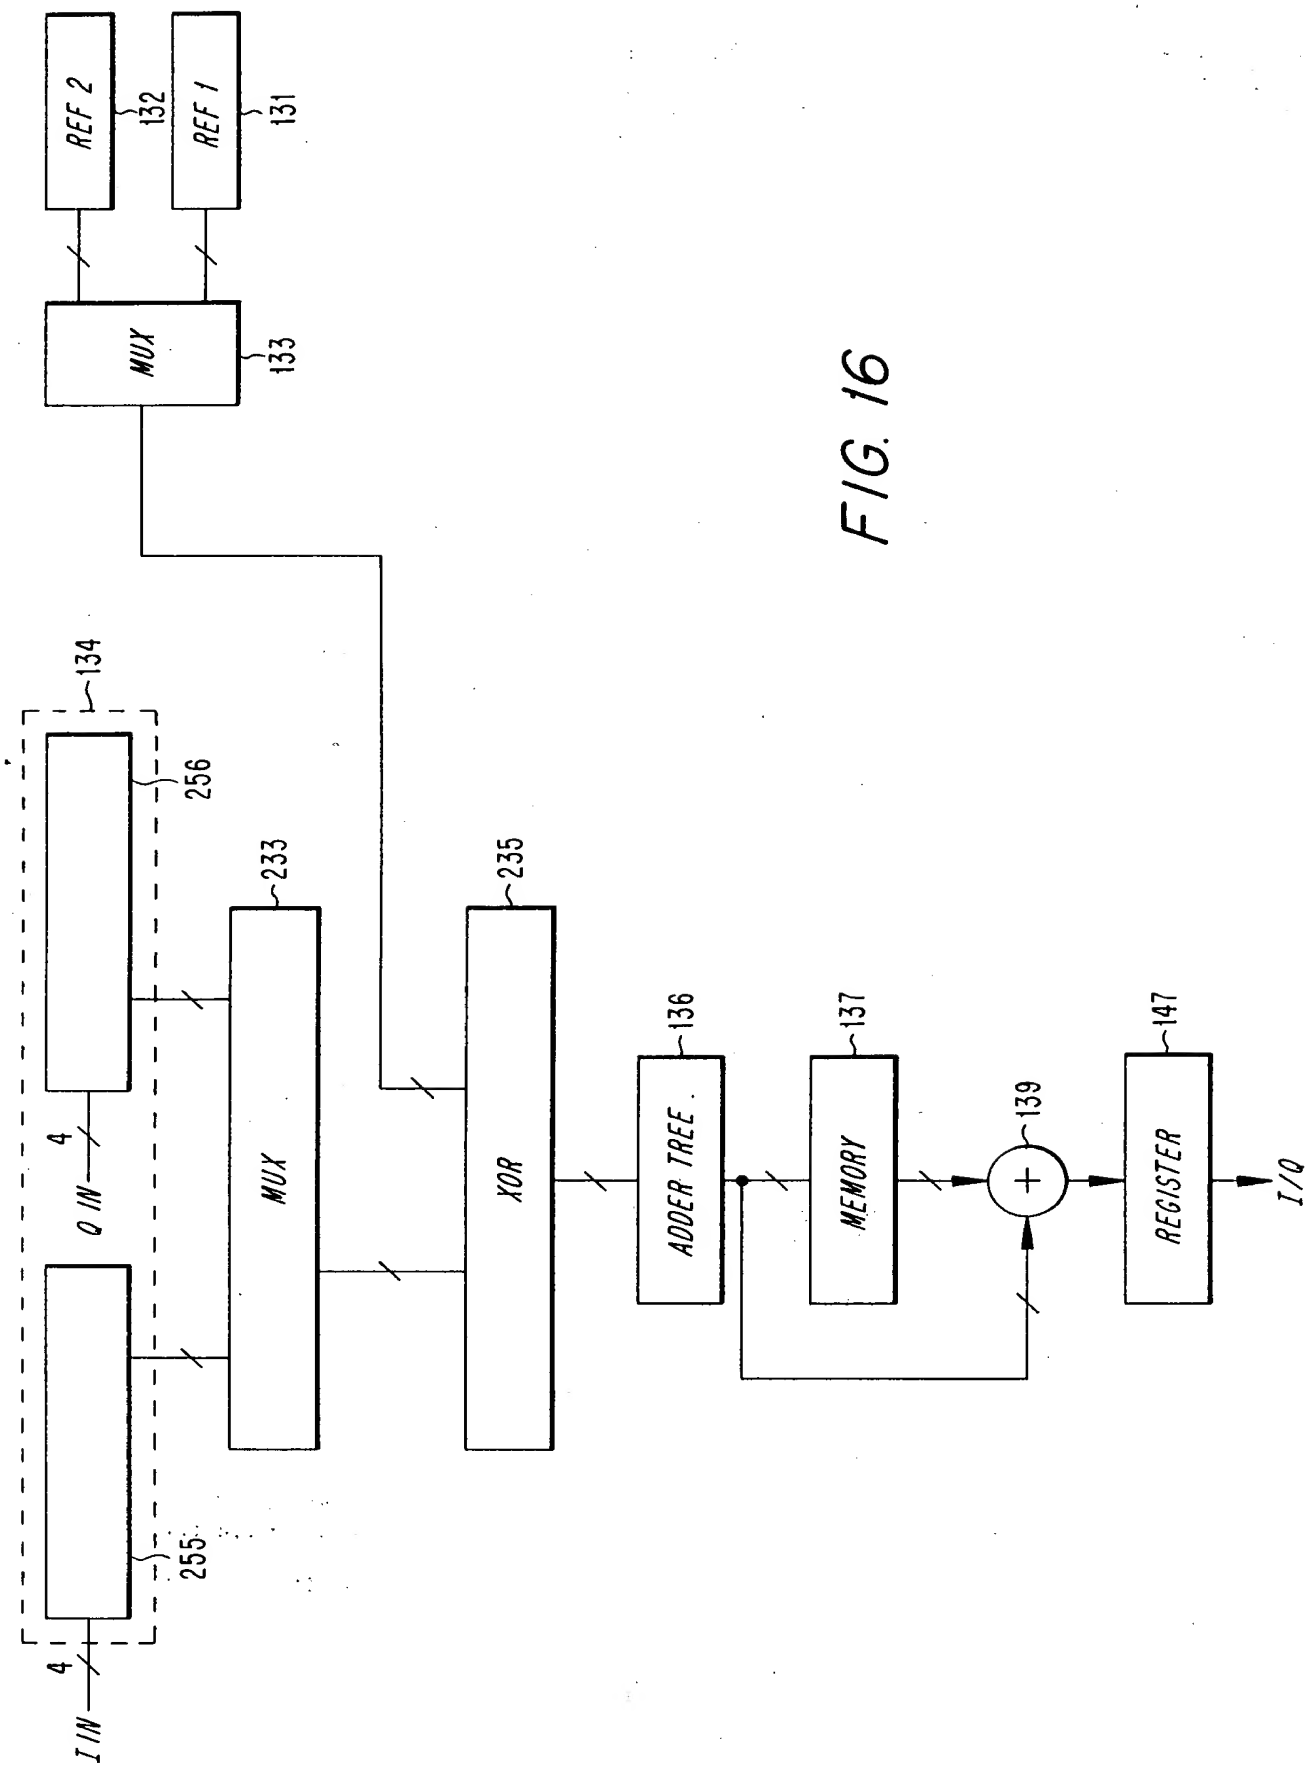 I IN
4
255
Q IN
4
256
134
MUX
233
XOR
235
MUX
133
REF 2
132
REF 1
131
ADDER TREE
136
MEMORY
137
+
139
REGISTER
147
I/Q
FIG. 16